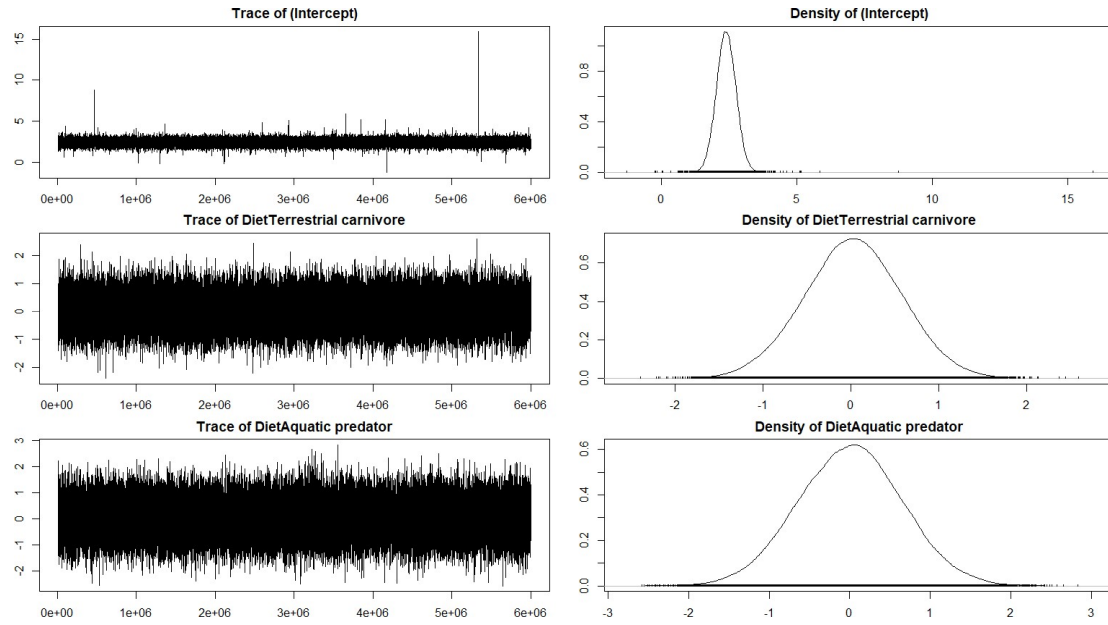 Trace of (Intercept)
15
10
5
0
0e+00 1e+06 2e+06 3e+06 4e+06 5e+06 6e+06
Density of (Intercept)
0.8
0.4
0.0
0 5 10 15
Trace of DietTerrestrial carnivore
2
1
0
-1
-2
0e+00 1e+06 2e+06 3e+06 4e+06 5e+06 6e+06
Density of DietTerrestrial carnivore
0.6
0.4
0.2
0.0
-2 -1 0 1 2
Trace of DietAquatic predator
3
2
1
0
-1
-2
0e+00 1e+06 2e+06 3e+06 4e+06 5e+06 6e+06
Density of DietAquatic predator
0.6
0.4
0.2
0.0
-3 -2 -1 0 1 2 3